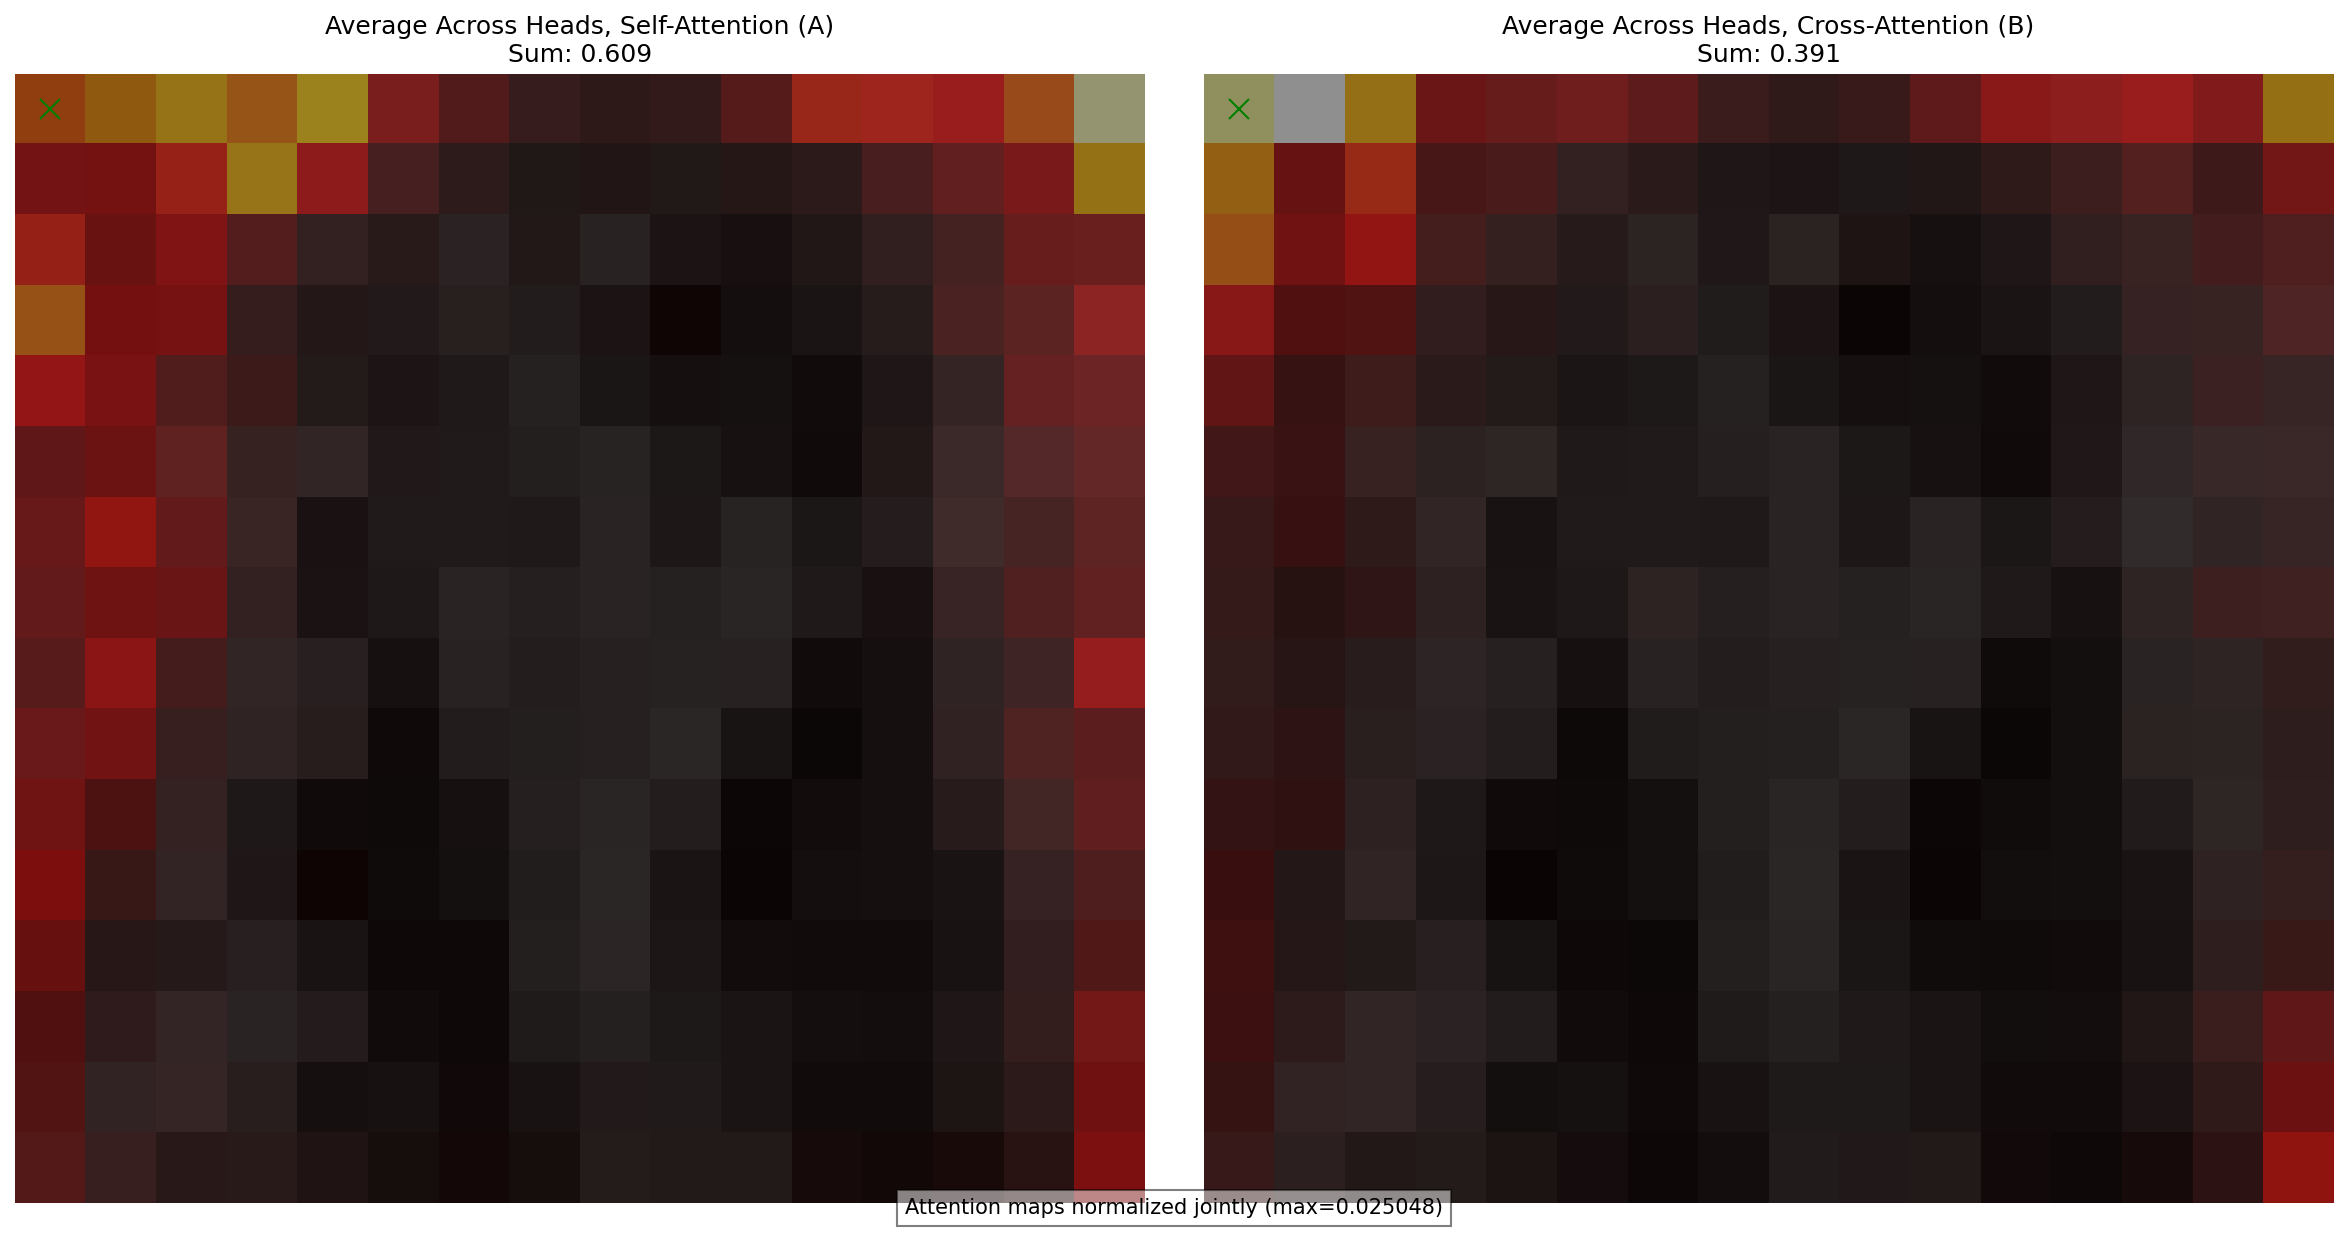 Average Across Heads, Self-Attention (A)
Sum: 0.609
Average Across Heads, Cross-Attention (B)
Sum: 0.391
Attention maps normalized jointly (max=0.025048)